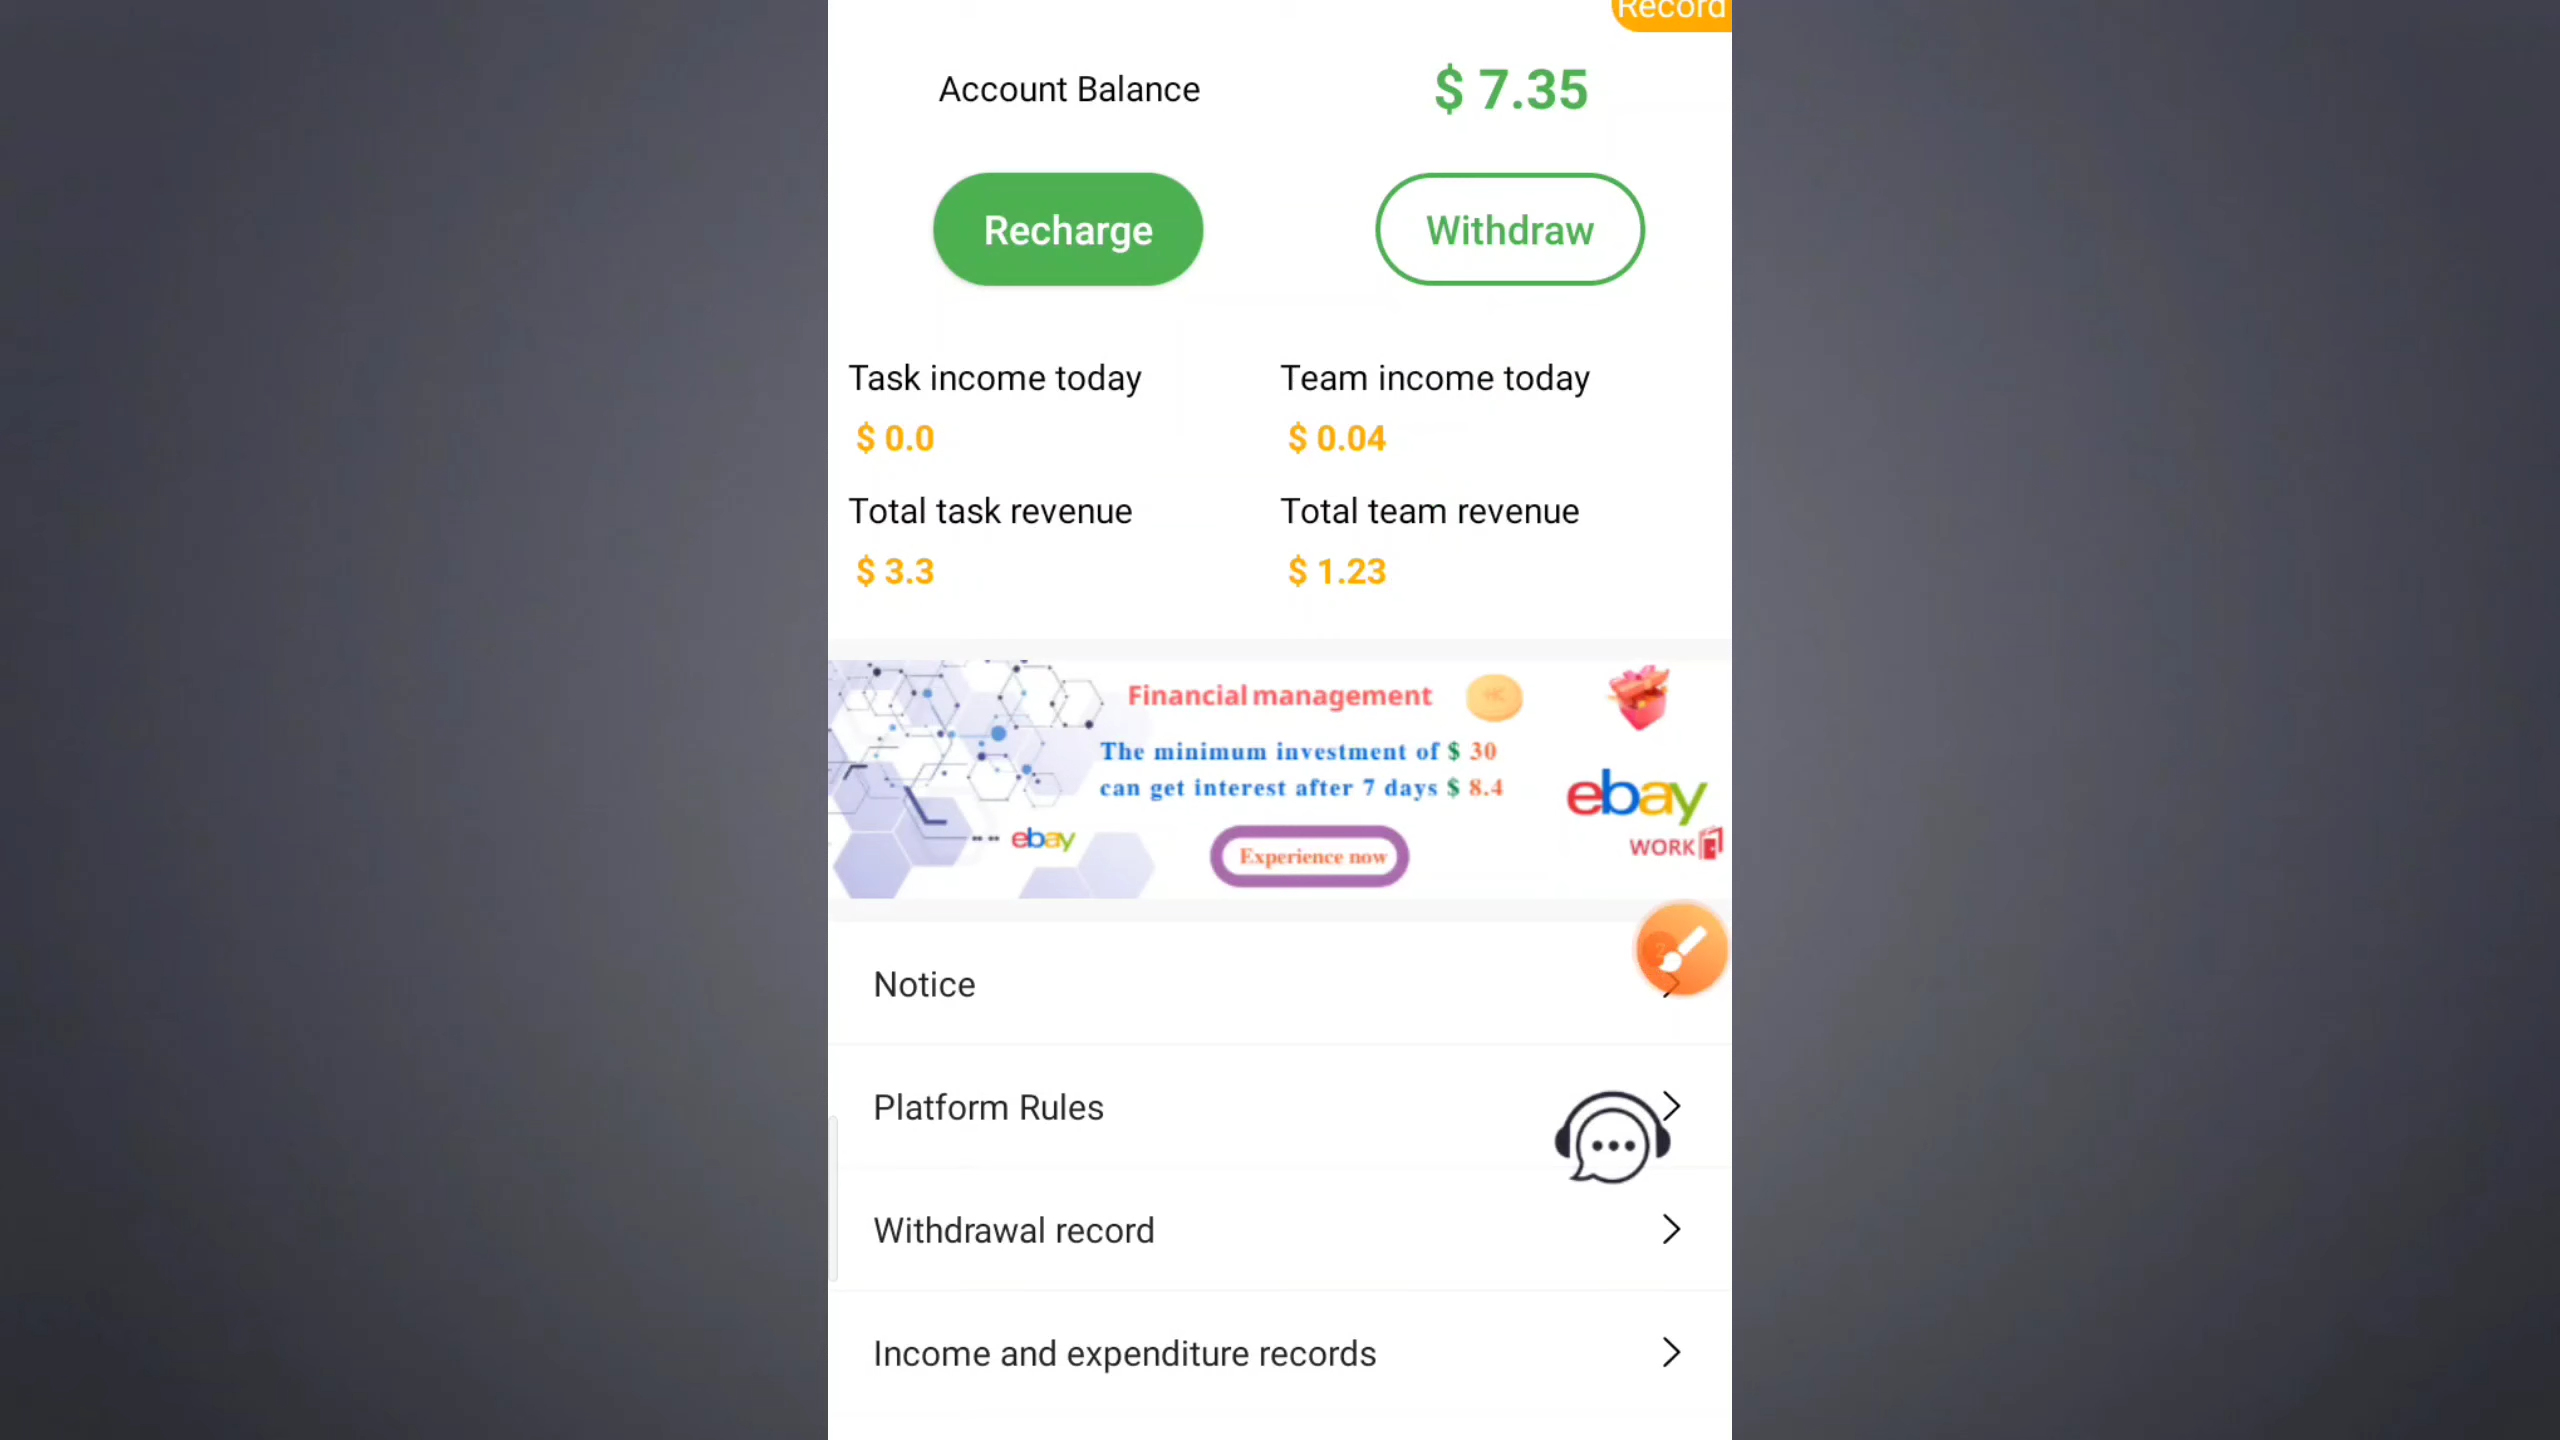 Record
Account Balance
$ 7.35
Recharge
Withdraw
Task income today
Team income today
$ 0.0
$ 0.04
Total task revenue
Total team revenue
$ 3.3
$ 1.23
Financial management
The minimum investment of $ 30
can get interest after 7 days $ 8.4
ebay
WORK
ebay
Experience now
Notice
Platform Rules
Withdrawal record
Income and expenditure records